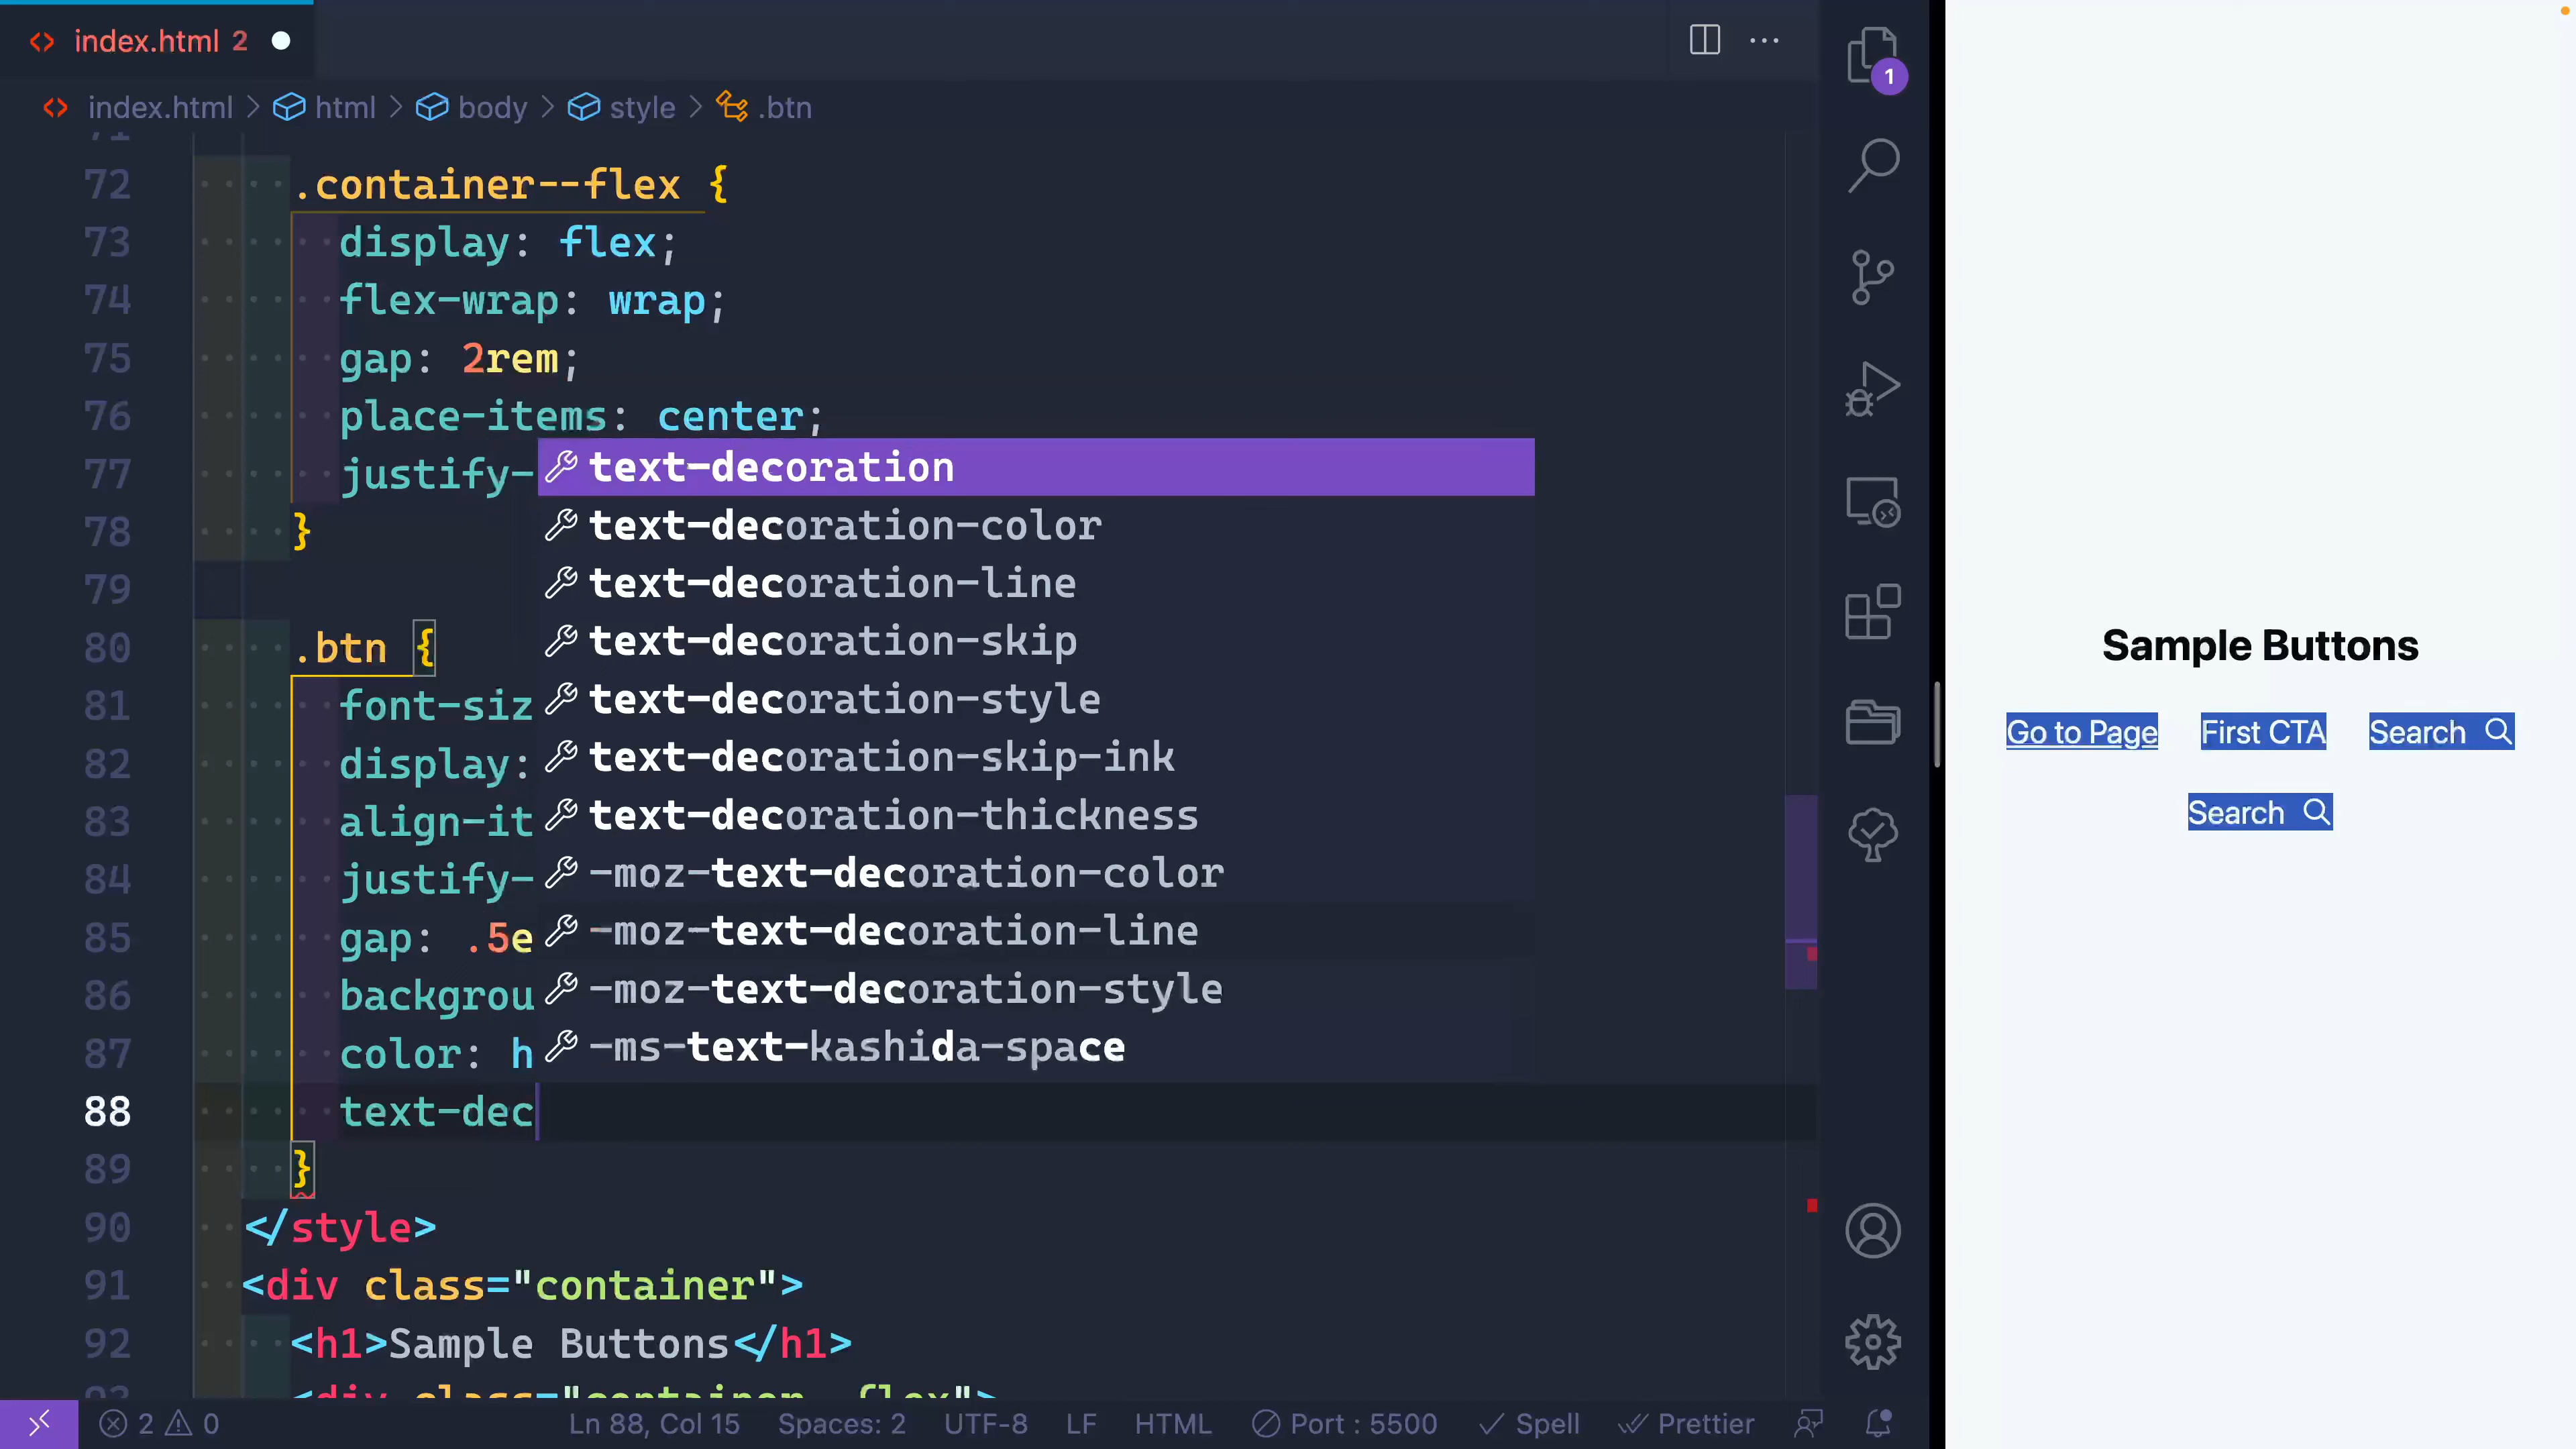 index.html 2
index.html > html > body > style > .btn
72 .container--flex {
73 display: flex;
74 flex-wrap: wrap;
75 gap: 2rem;
76 place-items: center;
77 justify-
78 }
79
80 .btn {
81 font-siz
82 display:
83 align-it
84 justify-
85 gap: .5e
86 backgrou
87 color: h
88 text-dec
89 }
90 </style>
91 <div class="container">
92 <h1>Sample Buttons</h1>
<div class="container--flex">
text-decoration
text-decoration-color
text-decoration-line
text-decoration-skip
text-decoration-style
text-decoration-skip-ink
text-decoration-thickness
-moz-text-decoration-color
-moz-text-decoration-line
-moz-text-decoration-style
-ms-text-kashida-space
1
2 0 Ln 88, Col 15 Spaces: 2 UTF-8 LF HTML Port : 5500 Spell Prettier
Sample Buttons
Go to Page First CTA Search
Search